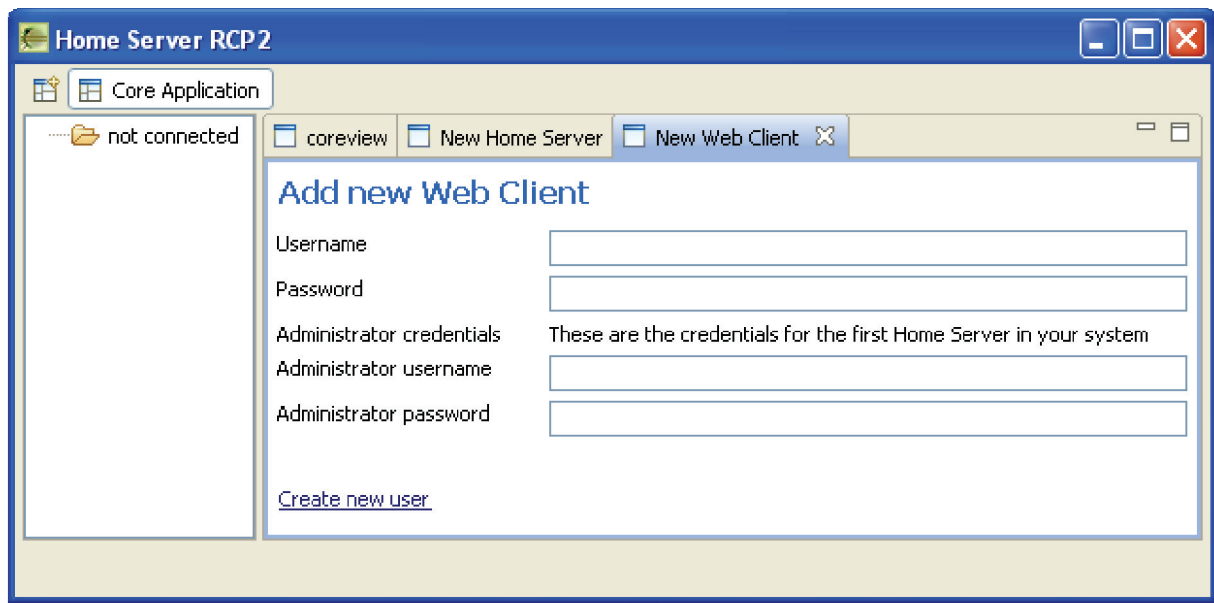 Home Server RCP2
Core Application
not connected
coreview New Home Server New Web Client
Add new Web Client
Username
Password
Administrator credentials These are the credentials for the first Home Server in your system
Administrator username
Administrator password
Create new user